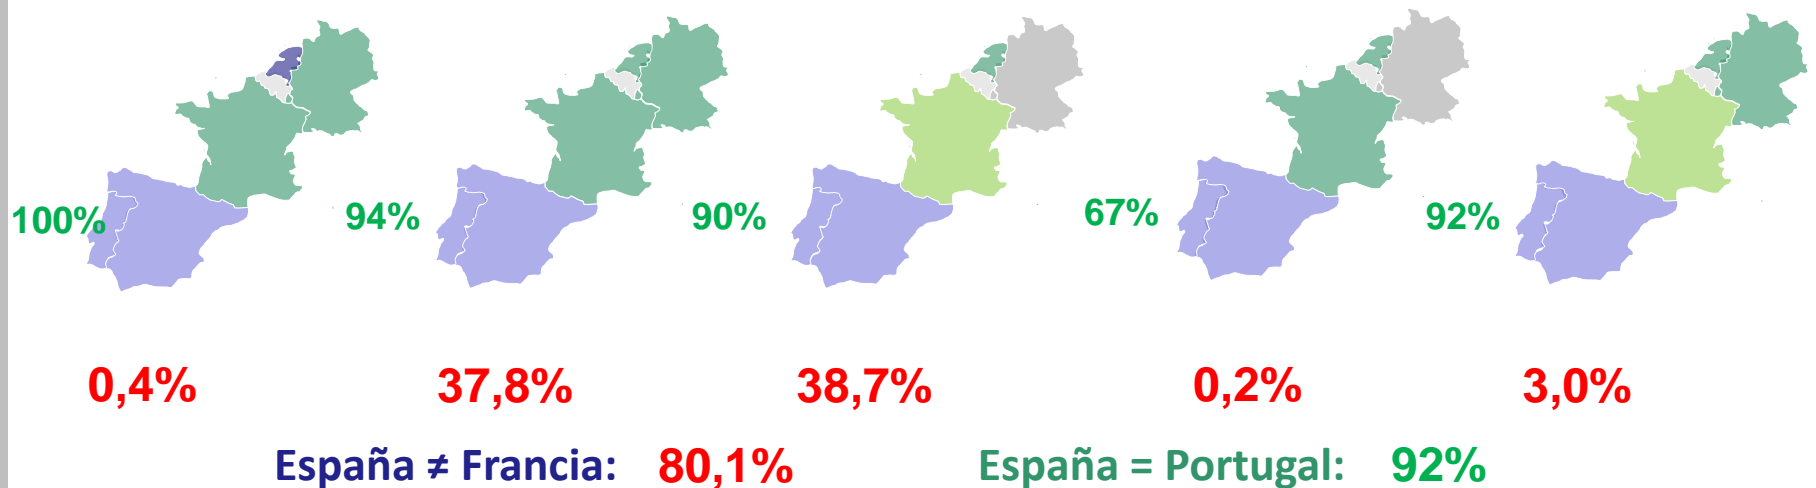 100% 94% 90% 67% 92%
0,4% 37,8% 38,7% 0,2% 3,0%
España ≠ Francia: 80,1% España = Portugal: 92%